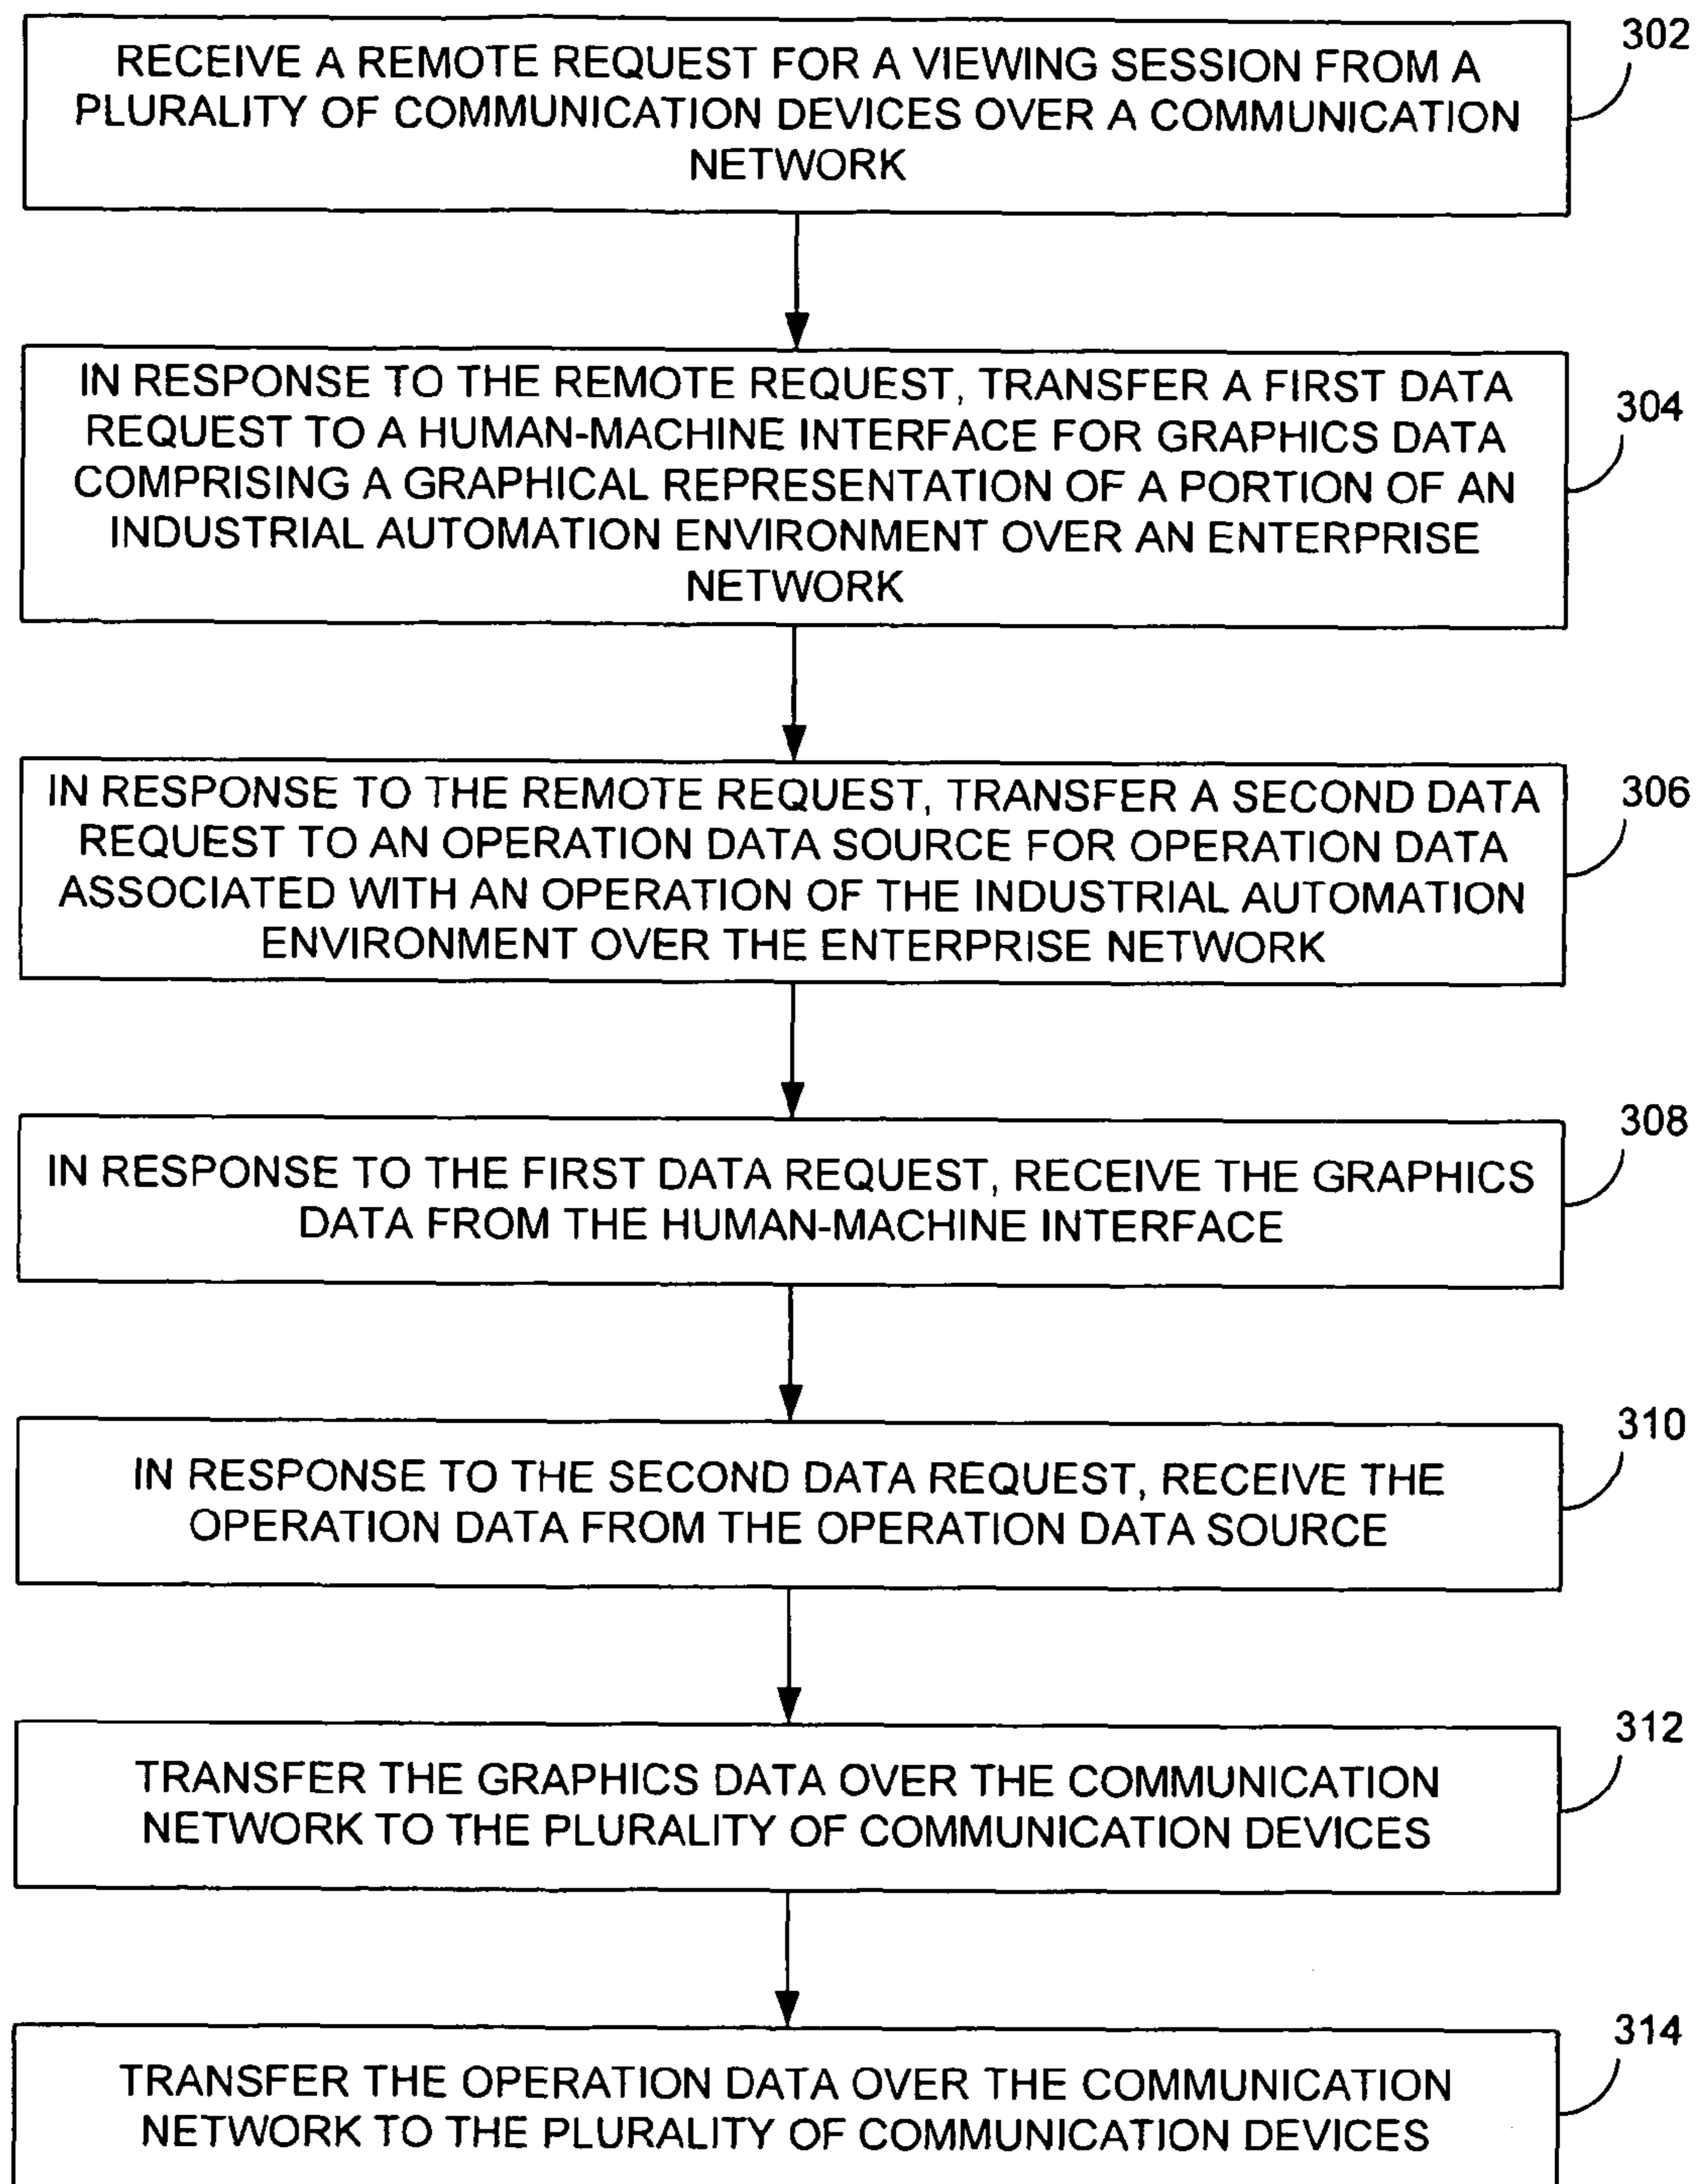 302
RECEIVE A REMOTE REQUEST FOR A VIEWING SESSION FROM A
PLURALITY OF COMMUNICATION DEVICES OVER A COMMUNICATION
NETWORK
304
IN RESPONSE TO THE REMOTE REQUEST, TRANSFER A FIRST DATA
REQUEST TO A HUMAN-MACHINE INTERFACE FOR GRAPHICS DATA
COMPRISING A GRAPHICAL REPRESENTATION OF A PORTION OF AN
INDUSTRIAL AUTOMATION ENVIRONMENT OVER AN ENTERPRISE
NETWORK
306
IN RESPONSE TO THE REMOTE REQUEST, TRANSFER A SECOND DATA
REQUEST TO AN OPERATION DATA SOURCE FOR OPERATION DATA
ASSOCIATED WITH AN OPERATION OF THE INDUSTRIAL AUTOMATION
ENVIRONMENT OVER THE ENTERPRISE NETWORK
308
IN RESPONSE TO THE FIRST DATA REQUEST, RECEIVE THE GRAPHICS
DATA FROM THE HUMAN-MACHINE INTERFACE
310
IN RESPONSE TO THE SECOND DATA REQUEST, RECEIVE THE
OPERATION DATA FROM THE OPERATION DATA SOURCE
312
TRANSFER THE GRAPHICS DATA OVER THE COMMUNICATION
NETWORK TO THE PLURALITY OF COMMUNICATION DEVICES
314
TRANSFER THE OPERATION DATA OVER THE COMMUNICATION
NETWORK TO THE PLURALITY OF COMMUNICATION DEVICES